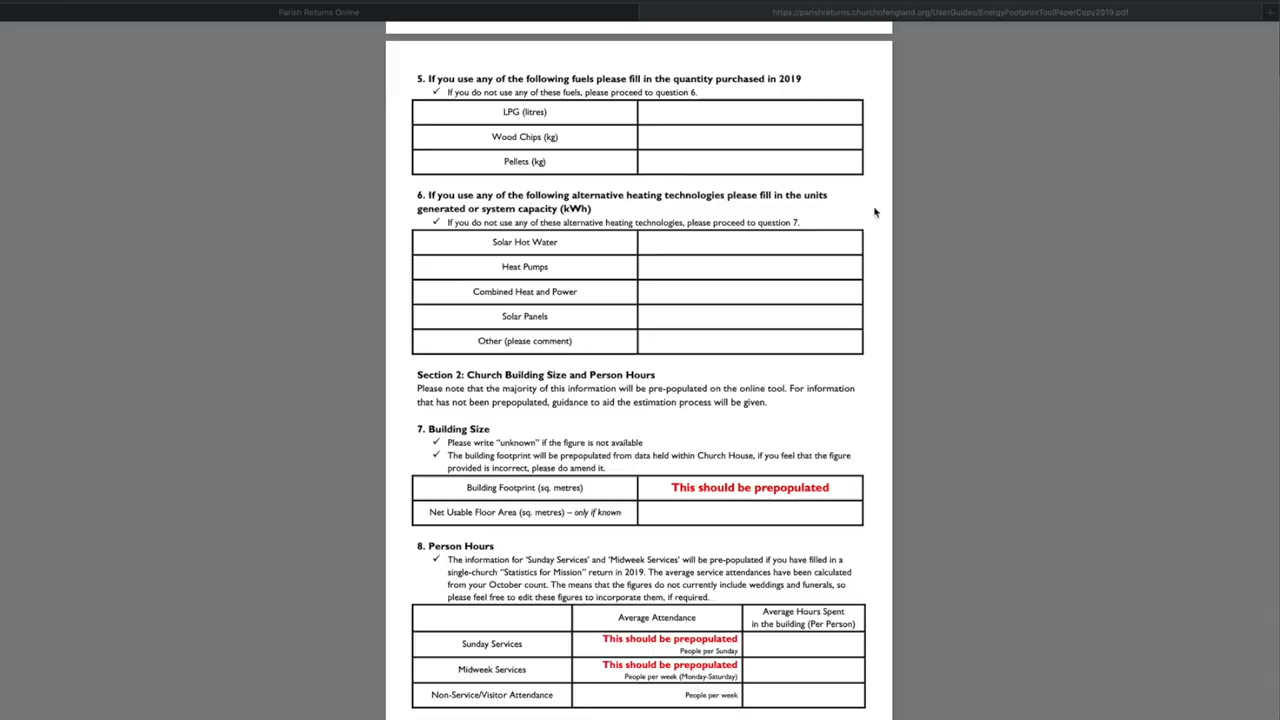 Parish Returns Online
https://parishreturns.churchofengland.org/UserGuides/EnergyFootprintToolPaperCopy2019.pdf
5. If you use any of the following fuels please fill in the quantity purchased in 2019
✓ If you do not use any of these fuels, please proceed to question 6.
LPG (litres)
Wood Chips (kg)
Pellets (kg)
6. If you use any of the following alternative heating technologies please fill in the units
generated or system capacity (kWh)
✓ If you do not use any of these alternative heating technologies, please proceed to question 7.
Solar Hot Water
Heat Pumps
Combined Heat and Power
Solar Panels
Other (please comment)
Section 2: Church Building Size and Person Hours
Please note that the majority of this information will be pre-populated on the online tool. For information
that has not been prepopulated, guidance to aid the estimation process will be given.
7. Building Size
✓ Please write “unknown” if the figure is not available
✓ The building footprint will be prepopulated from data held within Church House, if you feel that the figure
provided is incorrect, please do amend it.
Building Footprint (sq. metres) This should be prepopulated
Net Usable Floor Area (sq. metres) – only if known
8. Person Hours
✓ The information for ‘Sunday Services’ and ‘Midweek Services’ will be pre-populated if you have filled in a
single-church “Statistics for Mission” return in 2019. The average service attendances have been calculated
from your October count. The means that the figures do not currently include weddings and funerals, so
please feel free to edit these figures to incorporate them, if required.
Average Attendance
Average Hours Spent
in the building (Per Person)
Sunday Services
This should be prepopulated
People per Sunday
Midweek Services
This should be prepopulated
People per week (Monday-Saturday)
Non-Service/Visitor Attendance
People per week